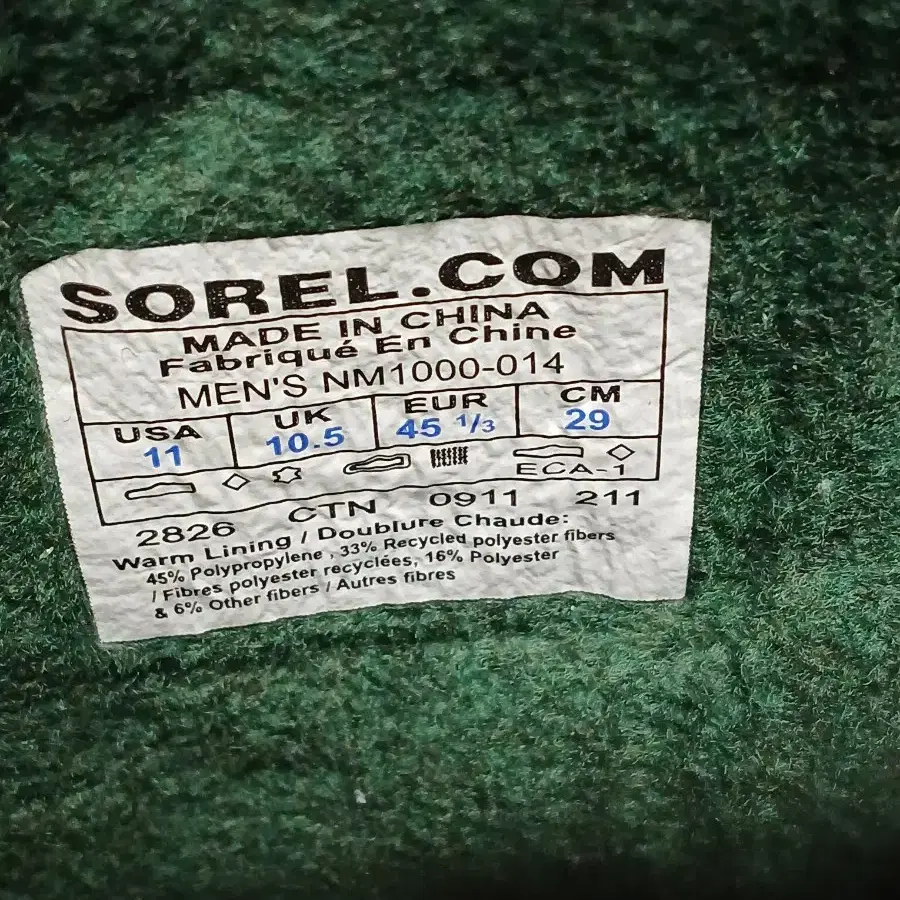 SOREL.COM
MADE IN CHINA
Fabriqué En Chine
MEN'S NM1000-014
USA UK EUR CM
11 10.5 45 1/3 29
ECA-1
2826 CTN 0911 211
Warm Lining / Doublure Chaude:
45% Polypropylene , 33% Recycled polyester fibers
/ Fibres polyester recyclées, 16% Polyester
& 6% Other fibers / Autres fibres